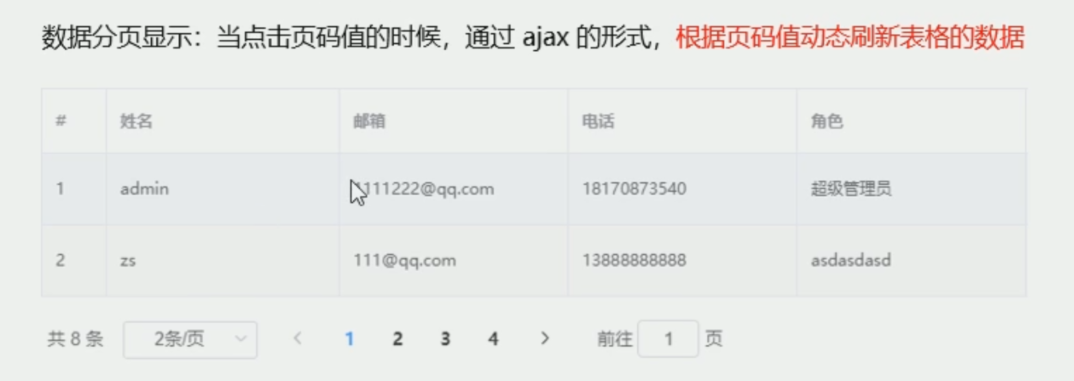 数据分页显示：当点击页码值的时候，通过 ajax 的形式，根据页码值动态刷新表格的数据
# 姓名 邮箱 电话 角色
1 admin 1111222@qq.com 18170873540 超级管理员
2 zs 111@qq.com 13888888888 asdasdasd
共 8 条 2条/页 < 1 2 3 4 > 前往 1 页